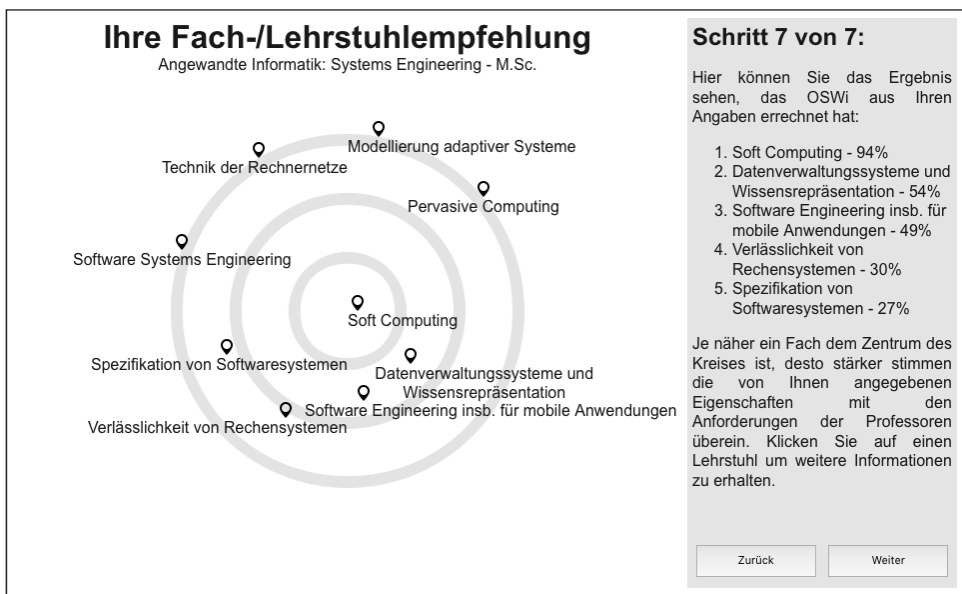 Ihre Fach-/Lehrstuhlempfehlung
Angewandte Informatik: Systems Engineering - M.Sc.
Modellierung adaptiver Systeme
Technik der Rechnernetze
Pervasive Computing
Software Systems Engineering
Soft Computing
Spezifikation von Softwaresystemen
Datenverwaltungssysteme und
Wissensrepräsentation
Software Engineering insb. für mobile Anwendungen
Verlässlichkeit von Rechensystemen
Schritt 7 von 7:
Hier können Sie das Ergebnis
sehen, das OSWi aus Ihren
Angaben errechnet hat:
1. Soft Computing - 94%
2. Datenverwaltungssysteme und
Wissensrepräsentation - 54%
3. Software Engineering insb. für
mobile Anwendungen - 49%
4. Verlässlichkeit von
Rechensystemen - 30%
5. Spezifikation von
Softwaresystemen - 27%
Je näher ein Fach dem Zentrum des
Kreises ist, desto stärker stimmen
die von Ihnen angegebenen
Eigenschaften mit den
Anforderungen der Professoren
überein. Klicken Sie auf einen
Lehrstuhl um weitere Informationen
zu erhalten.
Zurück
Weiter